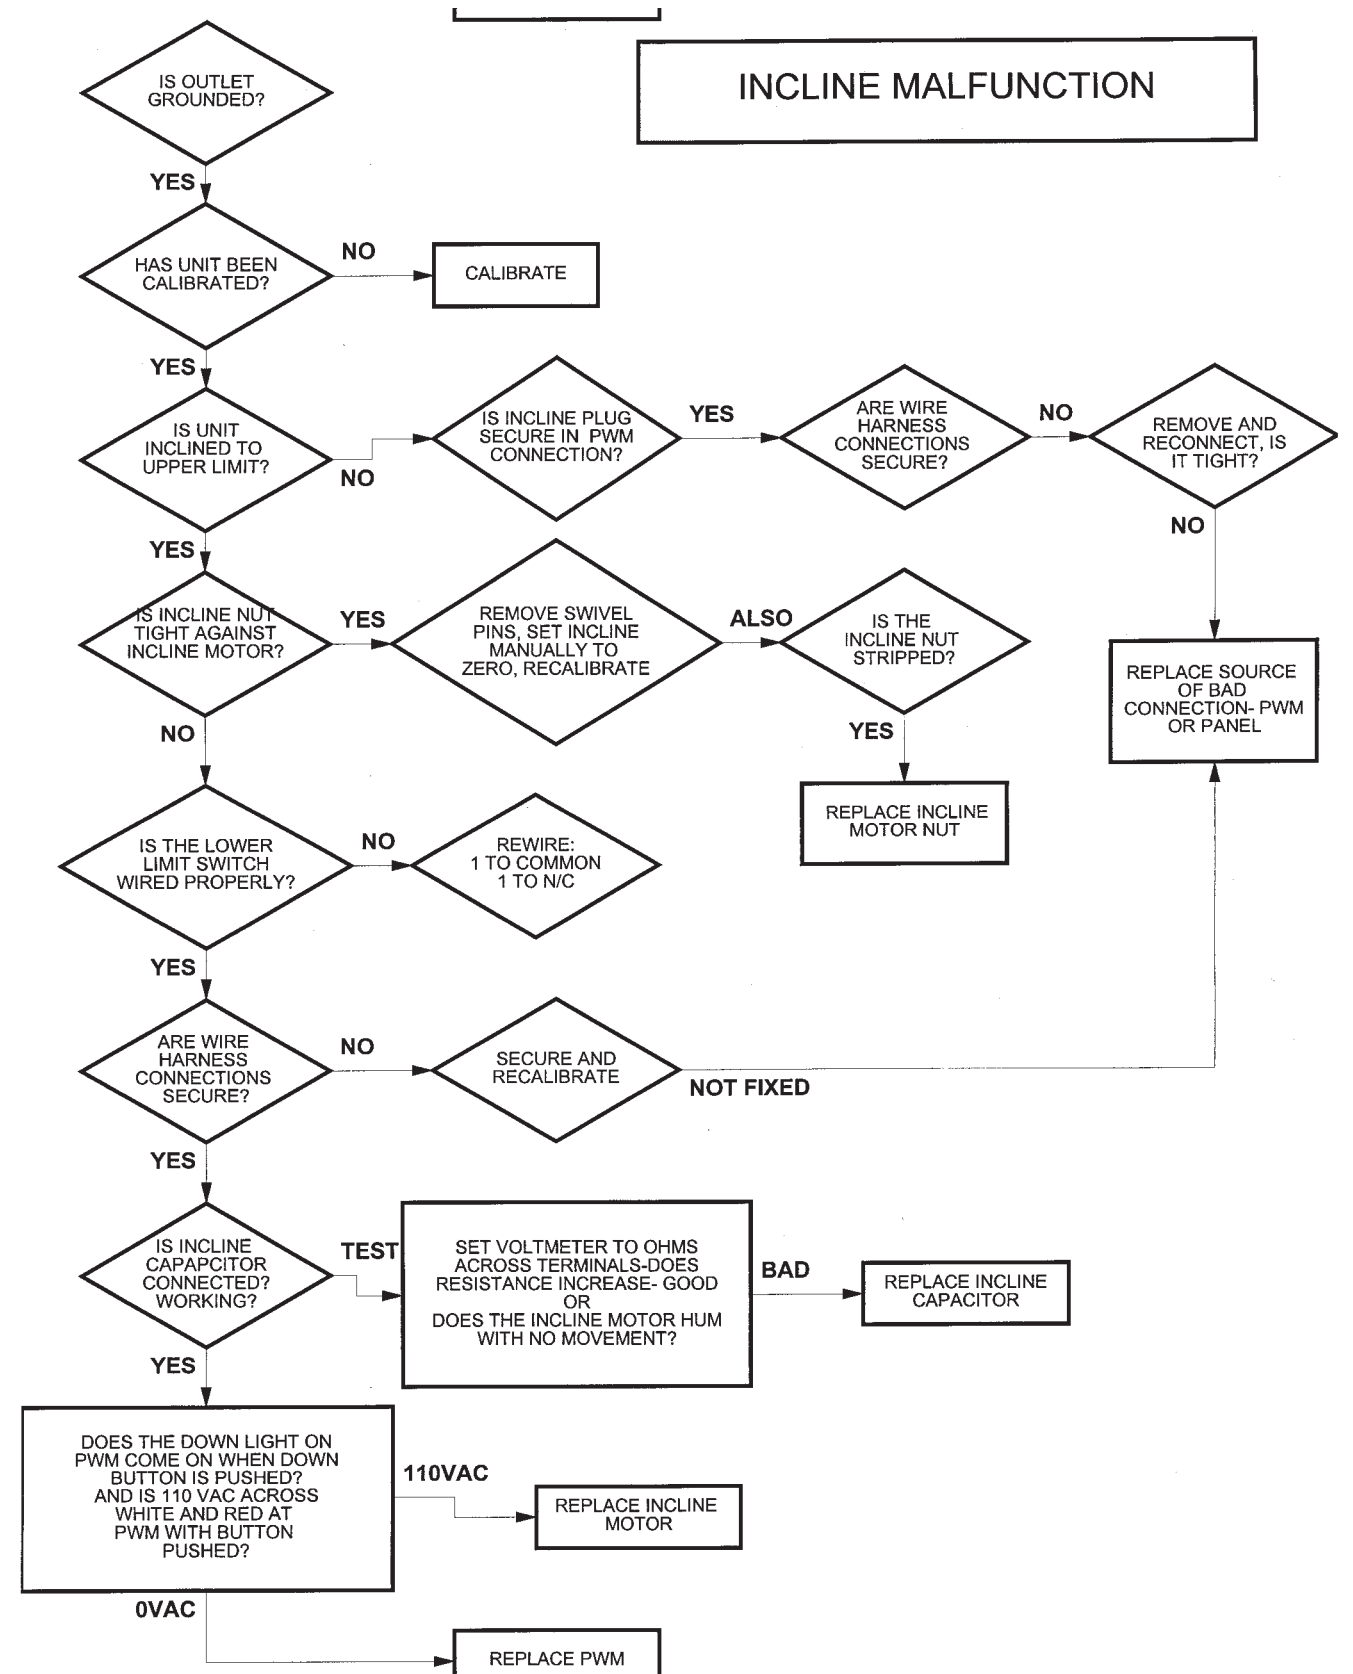 INCLINE MALFUNCTION
IS OUTLET
GROUNDED?
YES
HAS UNIT BEEN
CALIBRATED?
NO
CALIBRATE
YES
IS UNIT
INCLINED TO
UPPER LIMIT?
NO
IS INCLINE PLUG
SECURE IN PWM
CONNECTION?
YES
ARE WIRE
HARNESS
CONNECTIONS
SECURE?
NO
REMOVE AND
RECONNECT, IS
IT TIGHT?
NO
REPLACE SOURCE
OF BAD
CONNECTION- PWM
OR PANEL
YES
IS INCLINE NUT
TIGHT AGAINST
INCLINE MOTOR?
YES
REMOVE SWIVEL
PINS, SET INCLINE
MANUALLY TO
ZERO, RECALIBRATE
ALSO
IS THE
INCLINE NUT
STRIPPED?
YES
REPLACE INCLINE
MOTOR NUT
NO
IS THE LOWER
LIMIT SWITCH
WIRED PROPERLY?
NO
REWIRE:
1 TO COMMON
1 TO N/C
YES
ARE WIRE
HARNESS
CONNECTIONS
SECURE?
NO
SECURE AND
RECALIBRATE
NOT FIXED
YES
IS INCLINE
CAPAPCITOR
CONNECTED?
WORKING?
TEST
SET VOLTMETER TO OHMS
ACROSS TERMINALS-DOES
RESISTANCE INCREASE- GOOD
OR
DOES THE INCLINE MOTOR HUM
WITH NO MOVEMENT?
BAD
REPLACE INCLINE
CAPACITOR
YES
DOES THE DOWN LIGHT ON
PWM COME ON WHEN DOWN
BUTTON IS PUSHED?
AND IS 110 VAC ACROSS
WHITE AND RED AT
PWM WITH BUTTON
PUSHED?
110VAC
REPLACE INCLINE
MOTOR
0VAC
REPLACE PWM